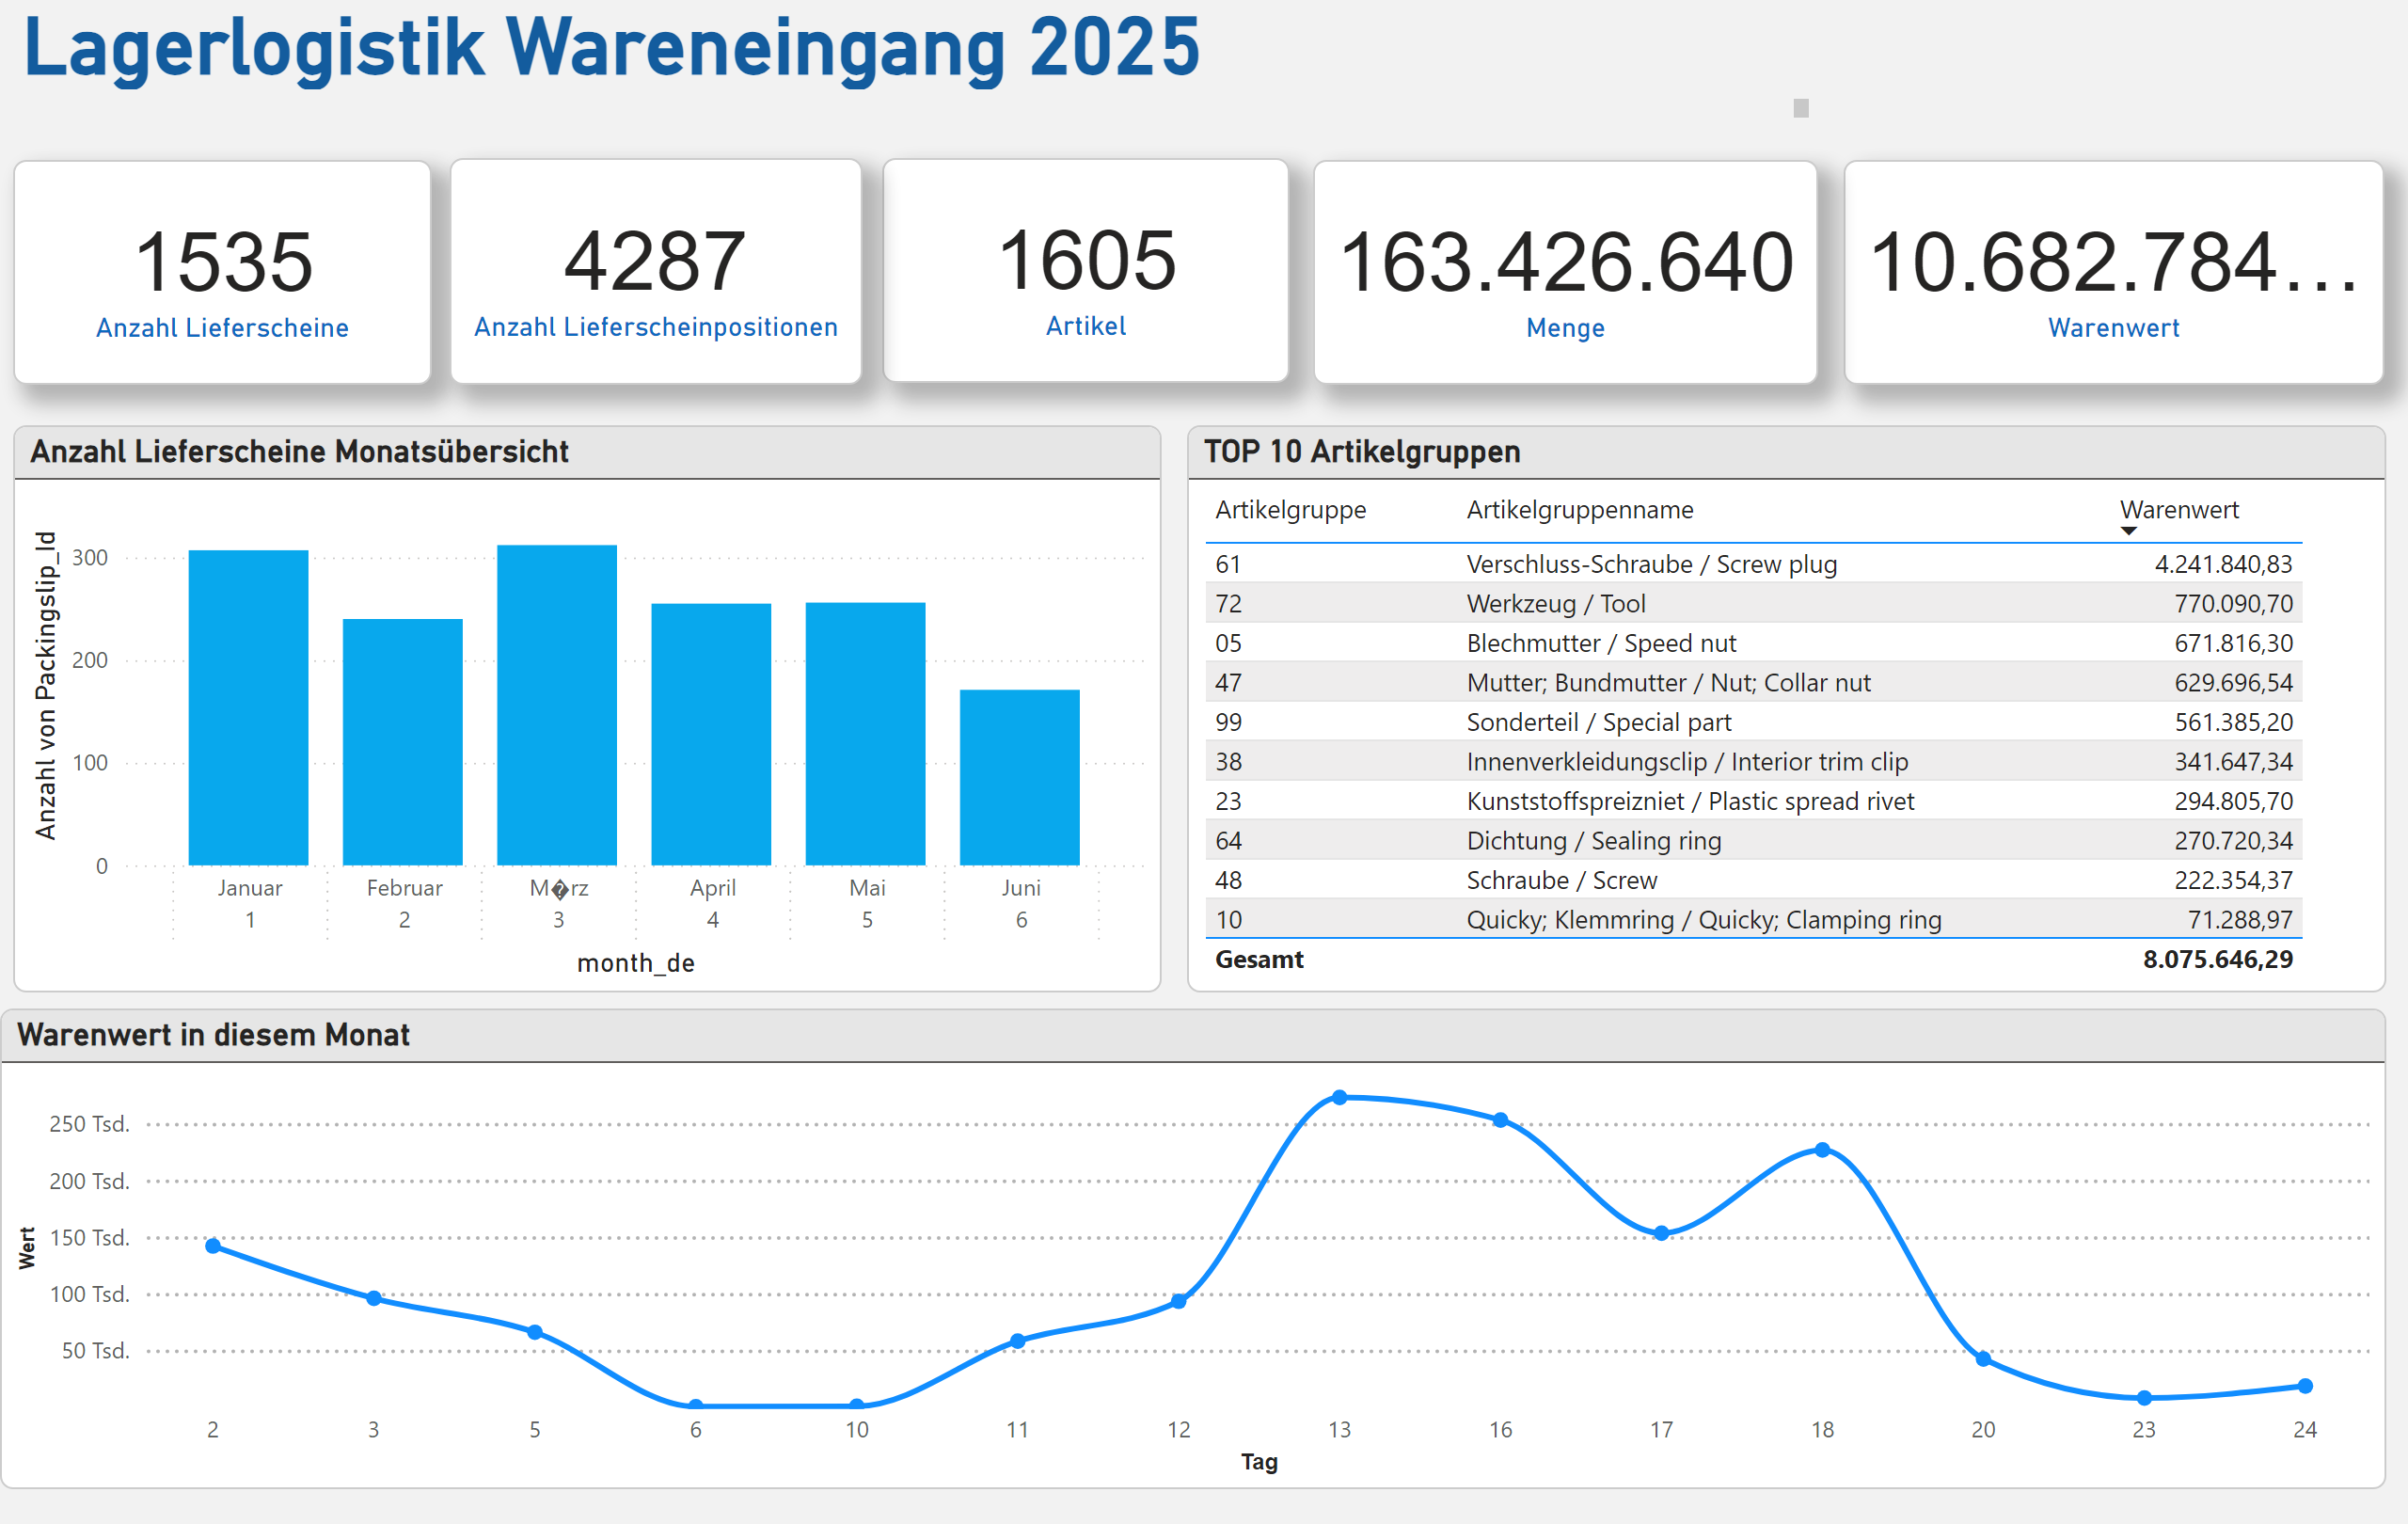 Lagerlogistik Wareneingang 2025
1535
Anzahl Lieferscheine
4287
Anzahl Lieferscheinpositionen
1605
Artikel
163.426.640
Menge
10.682.784...
Warenwert
Anzahl Lieferscheine Monatsübersicht
Anzahl von Packingslip_Id
300
200
100
0
Januar Februar M�rz April Mai Juni
1 2 3 4 5 6
month_de
TOP 10 Artikelgruppen
Artikelgruppe Artikelgruppenname Warenwert
61 Verschluss-Schraube / Screw plug 4.241.840,83
72 Werkzeug / Tool 770.090,70
05 Blechmutter / Speed nut 671.816,30
47 Mutter; Bundmutter / Nut; Collar nut 629.696,54
99 Sonderteil / Special part 561.385,20
38 Innenverkleidungsclip / Interior trim clip 341.647,34
23 Kunststoffspreizniet / Plastic spread rivet 294.805,70
64 Dichtung / Sealing ring 270.720,34
48 Schraube / Screw 222.354,37
10 Quicky; Klemmring / Quicky; Clamping ring 71.288,97
Gesamt 8.075.646,29
Warenwert in diesem Monat
Wert
250 Tsd.
200 Tsd.
150 Tsd.
100 Tsd.
50 Tsd.
2 3 5 6 10 11 12 13 16 17 18 20 23 24
Tag